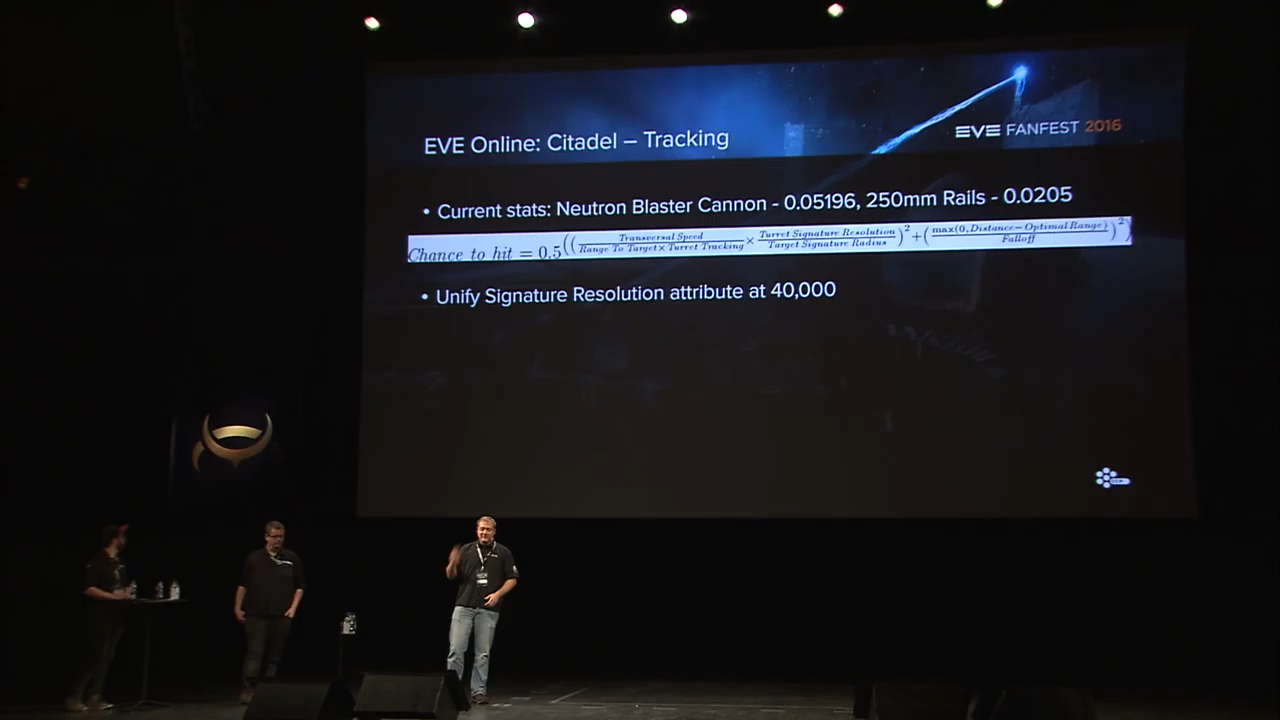 EVE FANFEST 2016
EVE Online: Citadel – Tracking
• Current stats: Neutron Blaster Cannon - 0.05196, 250mm Rails - 0.0205
Chance to hit = 0.5^((Transversal Speed / Range To Target × Turret Tracking × Turret Signature Resolution / Target Signature Radius)^2 + (max(0, Distance − Optimal Range) / Falloff)^2)
• Unify Signature Resolution attribute at 40,000